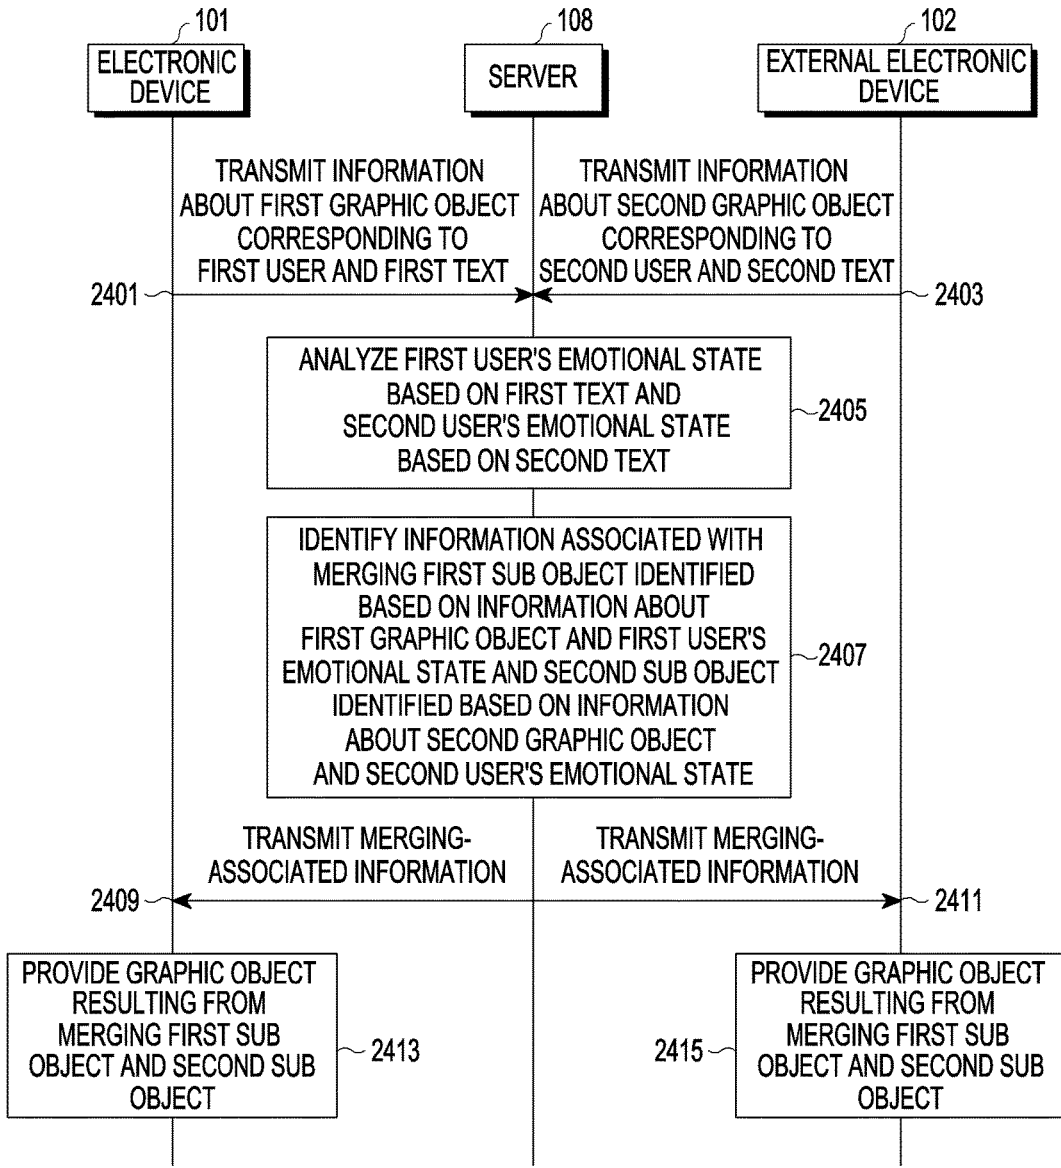 101
108
102
ELECTRONIC
DEVICE
SERVER
EXTERNAL ELECTRONIC
DEVICE
TRANSMIT INFORMATION
ABOUT FIRST GRAPHIC OBJECT
CORRESPONDING TO
FIRST USER AND FIRST TEXT
TRANSMIT INFORMATION
ABOUT SECOND GRAPHIC OBJECT
CORRESPONDING TO
SECOND USER AND SECOND TEXT
2401
2403
ANALYZE FIRST USER'S EMOTIONAL STATE
BASED ON FIRST TEXT AND
SECOND USER'S EMOTIONAL STATE
BASED ON SECOND TEXT
2405
IDENTIFY INFORMATION ASSOCIATED WITH
MERGING FIRST SUB OBJECT IDENTIFIED
BASED ON INFORMATION ABOUT
FIRST GRAPHIC OBJECT AND FIRST USER'S
EMOTIONAL STATE AND SECOND SUB OBJECT
IDENTIFIED BASED ON INFORMATION
ABOUT SECOND GRAPHIC OBJECT
AND SECOND USER'S EMOTIONAL STATE
2407
TRANSMIT MERGING-
ASSOCIATED INFORMATION
TRANSMIT MERGING-
ASSOCIATED INFORMATION
2409
2411
PROVIDE GRAPHIC OBJECT
RESULTING FROM
MERGING FIRST SUB
OBJECT AND SECOND SUB
OBJECT
2413
2415
PROVIDE GRAPHIC OBJECT
RESULTING FROM
MERGING FIRST SUB
OBJECT AND SECOND SUB
OBJECT